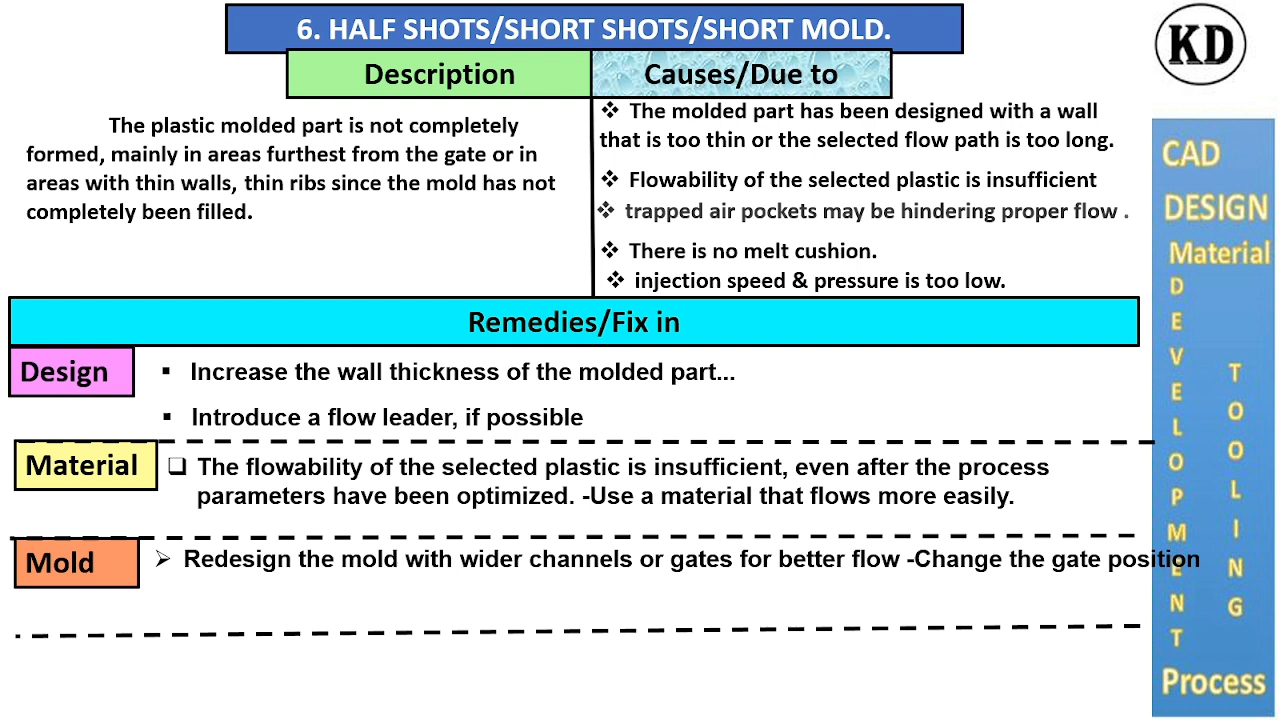 6. HALF SHOTS/SHORT SHOTS/SHORT MOLD.
Description
Causes/Due to
The plastic molded part is not completely
formed, mainly in areas furthest from the gate or in
areas with thin walls, thin ribs since the mold has not
completely been filled.
❖ The molded part has been designed with a wall
that is too thin or the selected flow path is too long.
❖ Flowability of the selected plastic is insufficient
❖ trapped air pockets may be hindering proper flow .
❖ There is no melt cushion.
❖ injection speed & pressure is too low.
Remedies/Fix in
Design
▪ Increase the wall thickness of the molded part...
▪ Introduce a flow leader, if possible
Material
❑ The flowability of the selected plastic is insufficient, even after the process
parameters have been optimized. -Use a material that flows more easily.
Mold
➢ Redesign the mold with wider channels or gates for better flow -Change the gate position
KD
CAD
DESIGN
Material
DEVELOPMENT
TOOLING
Process